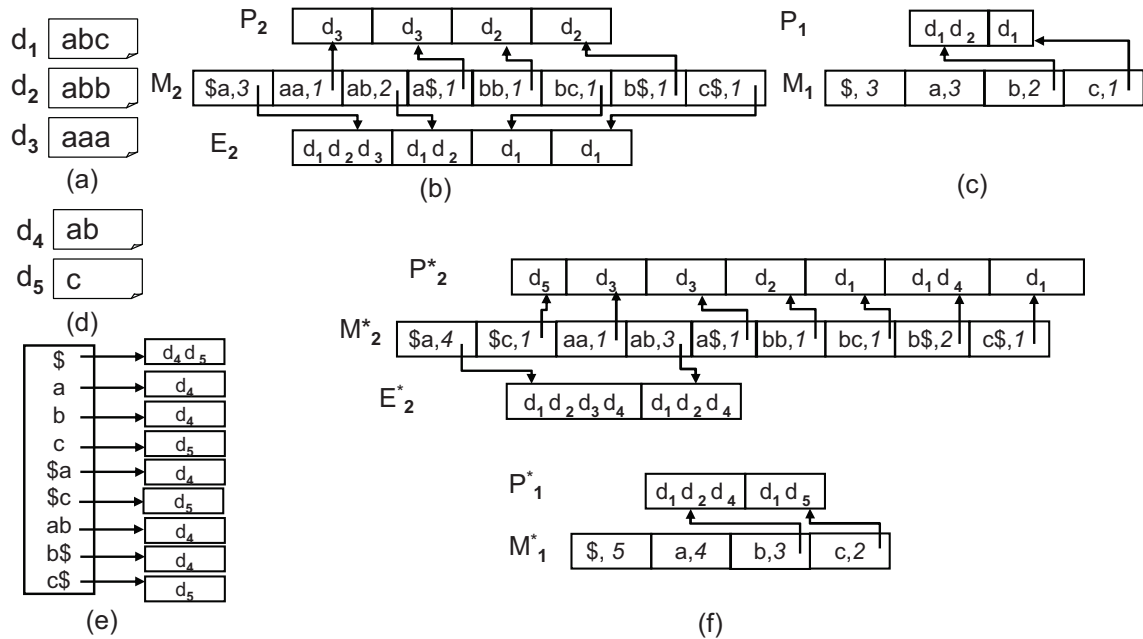 d1 abc
d2 abb
d3 aaa
(a)
P2 d3 d3 d2 d2
M2 $a,3 aa,1 ab,2 a$,1 bb,1 bc,1 b$,1 c$,1
E2 d1 d2 d3 d1 d2 d1 d1
(b)
P1 d1 d2 d1
M1 $, 3 a,3 b,2 c,1
(c)
d4 ab
d5 c
(d)
$ d4 d5
a d4
b d4
c d5
$a d4
$c d5
ab d4
b$ d4
c$ d5
(e)
P*2 d5 d3 d3 d2 d1 d1 d4 d1
M*2 $a,4 $c,1 aa,1 ab,3 a$,1 bb,1 bc,1 b$,2 c$,1
E*2 d1 d2 d3 d4 d1 d2 d4
P*1 d1 d2 d4 d1 d5
M*1 $, 5 a,4 b,3 c,2
(f)